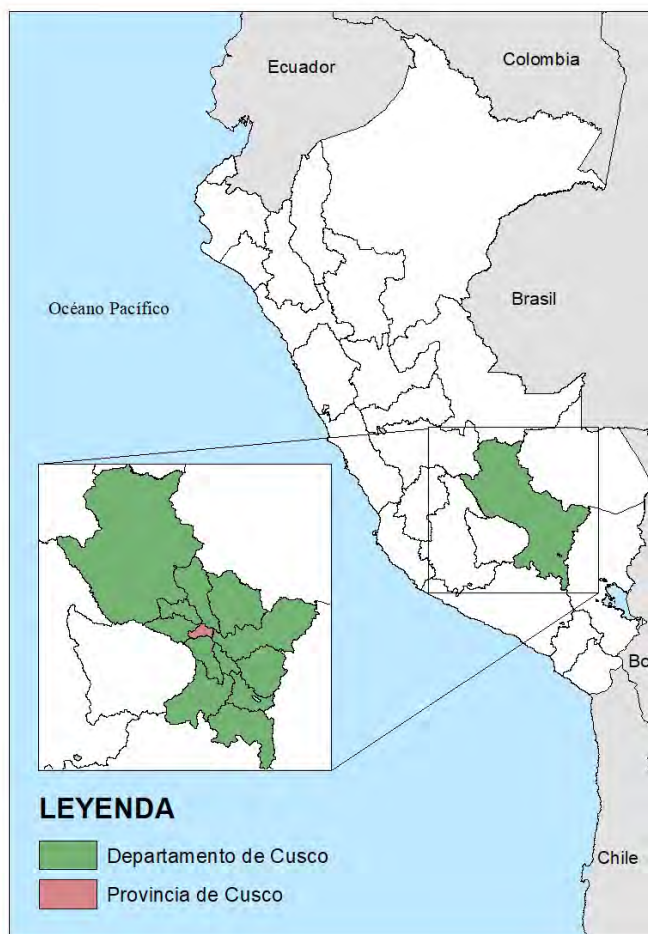 Ecuador
Colombia
Océano Pacífico
Brasil
Bo
LEYENDA
Departamento de Cusco
Provincia de Cusco
Chile